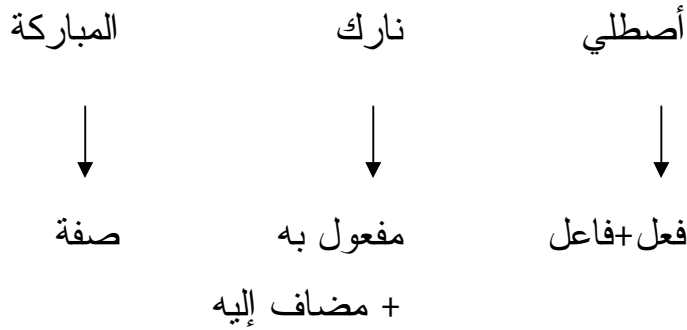 أصطلي نارك المباركة
فعل+فاعل مفعول به صفة
+ مضاف إليه